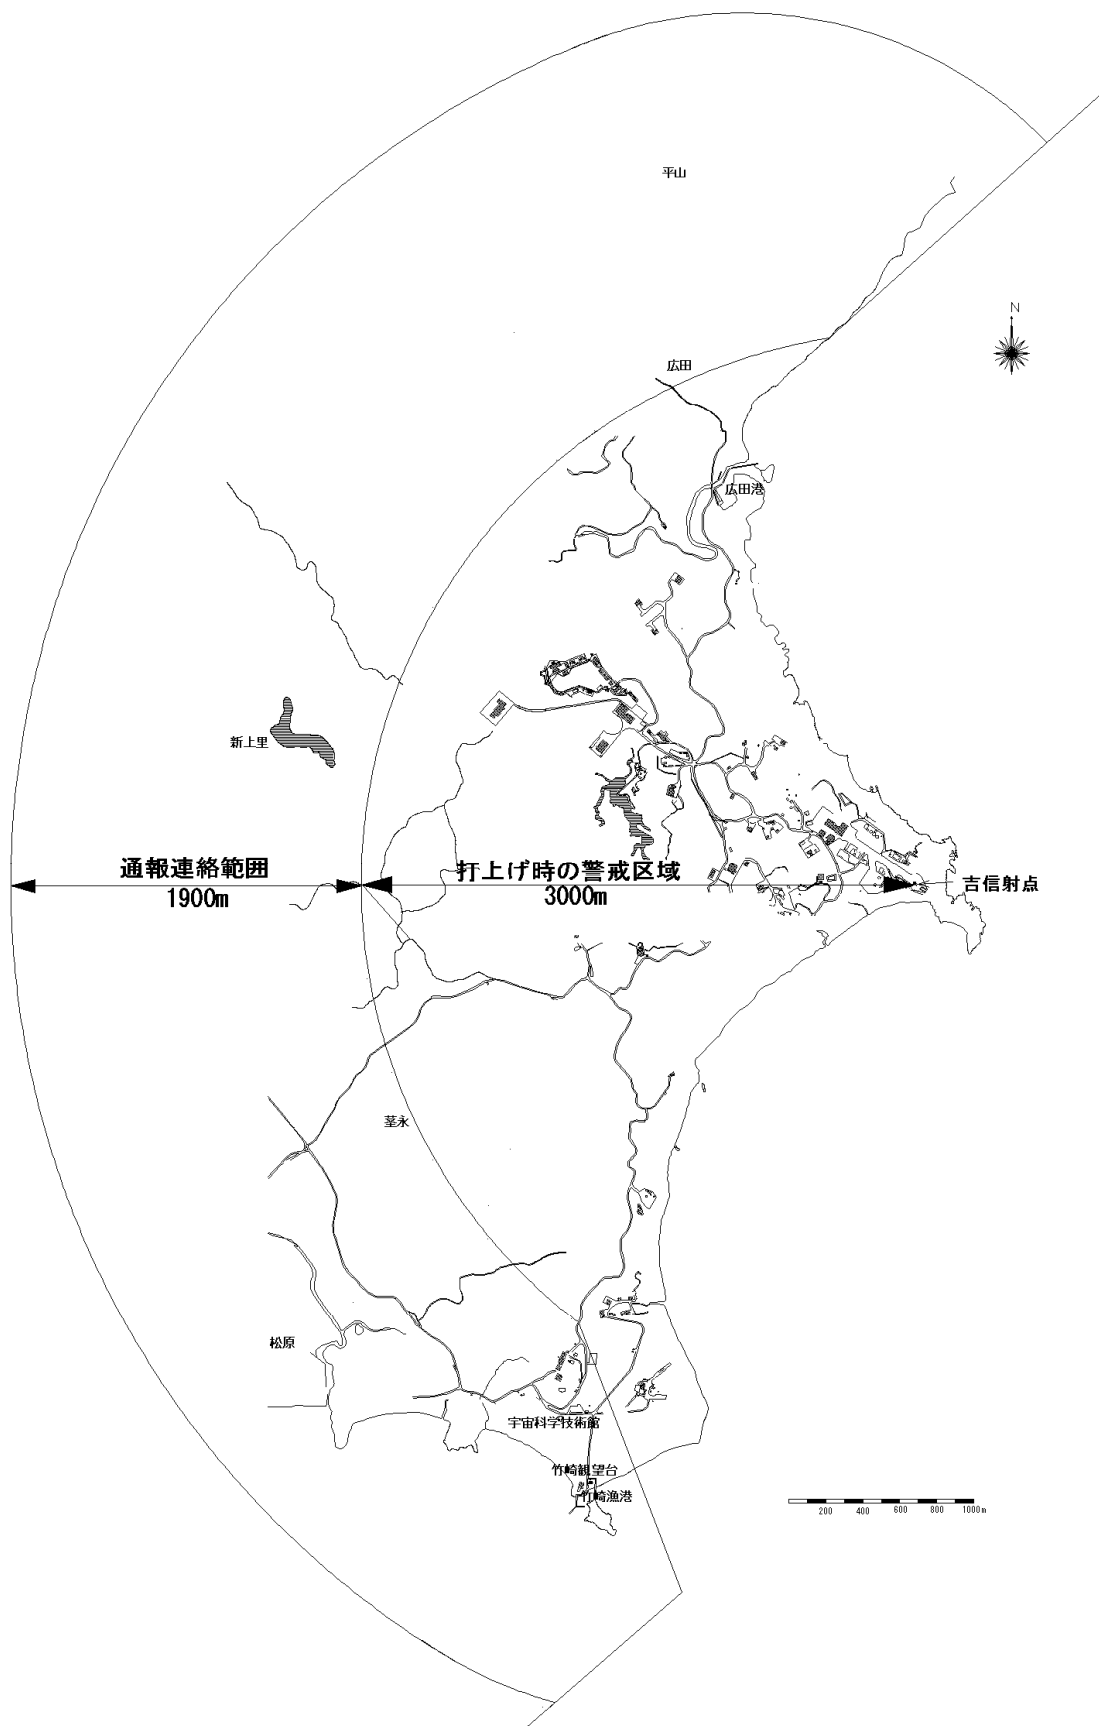 平山
N
広田
広田港
新上里
通報連絡範囲
1900m
打上げ時の警戒区域
3000m
吉信射点
茎永
松原
宇宙科学技術館
竹崎観望台
竹崎漁港
200 400 600 800 1000m